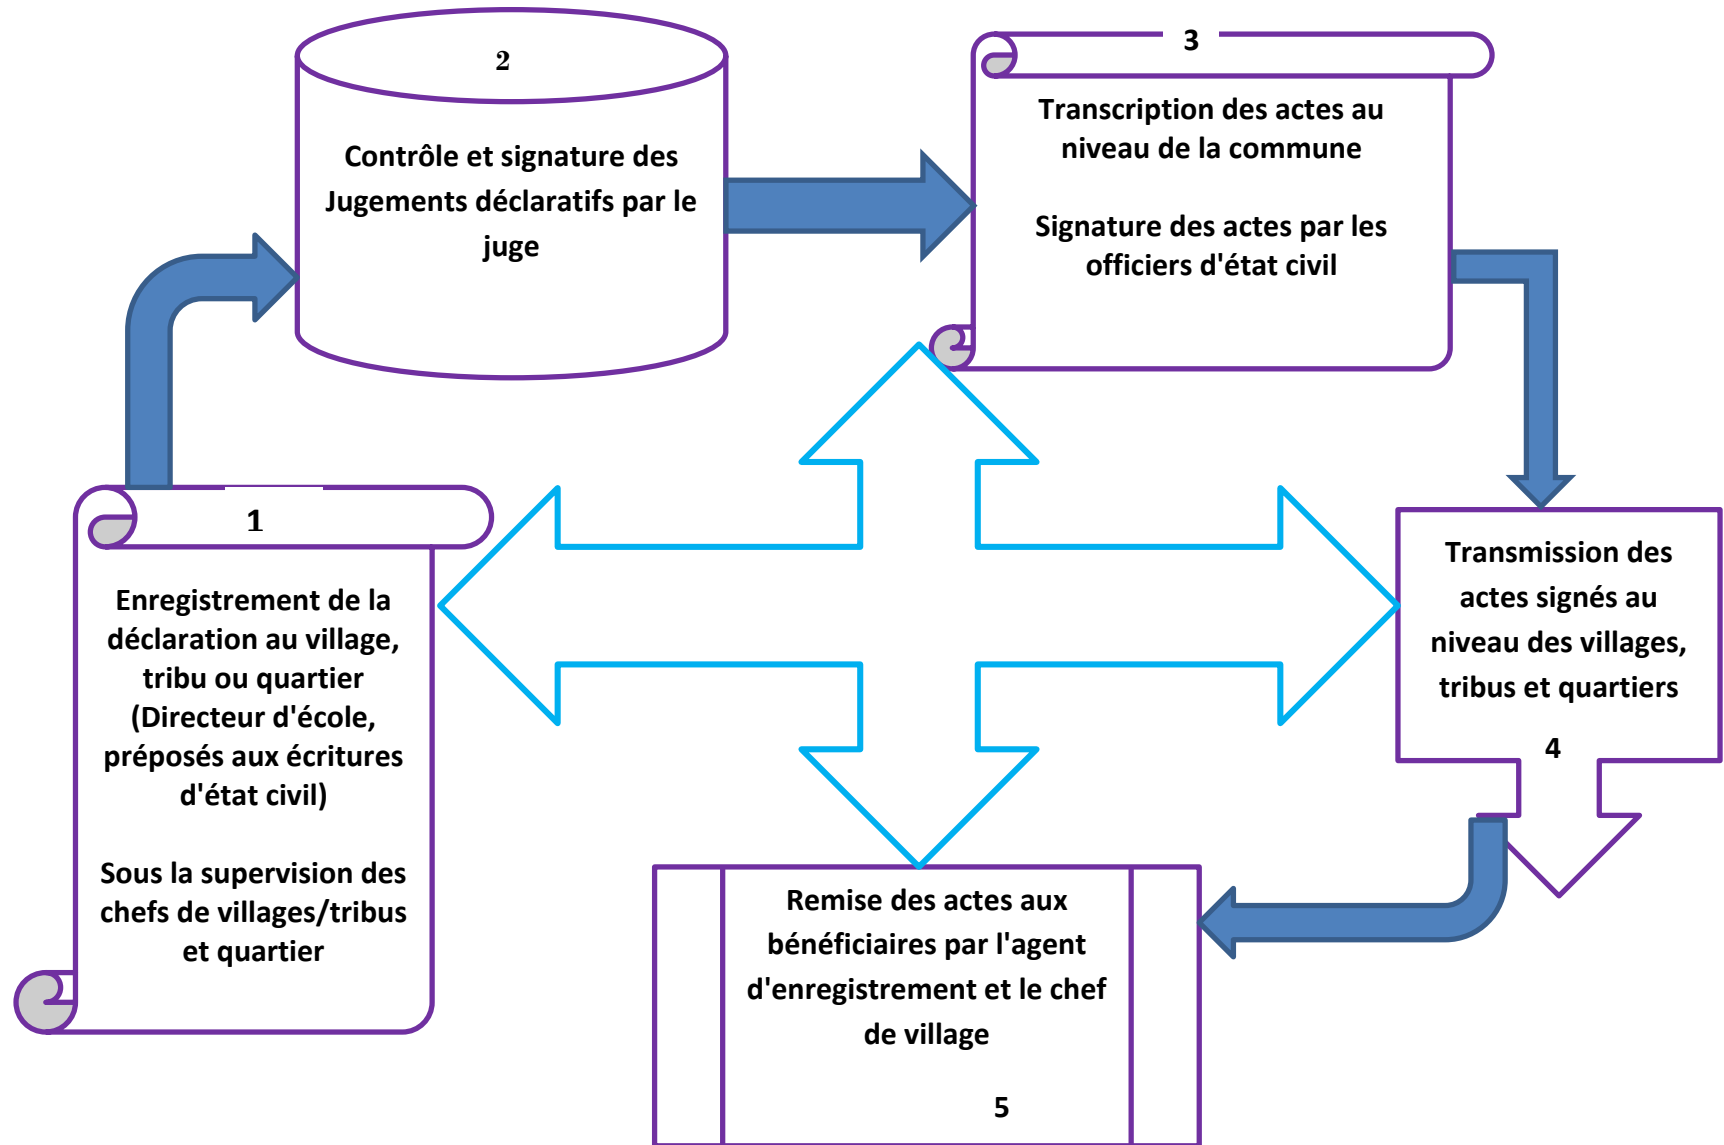 1
Enregistrement de la
déclaration au village,
tribu ou quartier
(Directeur d'école,
préposés aux écritures
d'état civil)
Sous la supervision des
chefs de villages/tribus
et quartier
2
Contrôle et signature des
Jugements déclaratifs par le
juge
3
Transcription des actes au
niveau de la commune
Signature des actes par les
officiers d'état civil
Transmission des
actes signés au
niveau des villages,
tribus et quartiers
4
Remise des actes aux
bénéficiaires par l'agent
d'enregistrement et le chef
de village
5